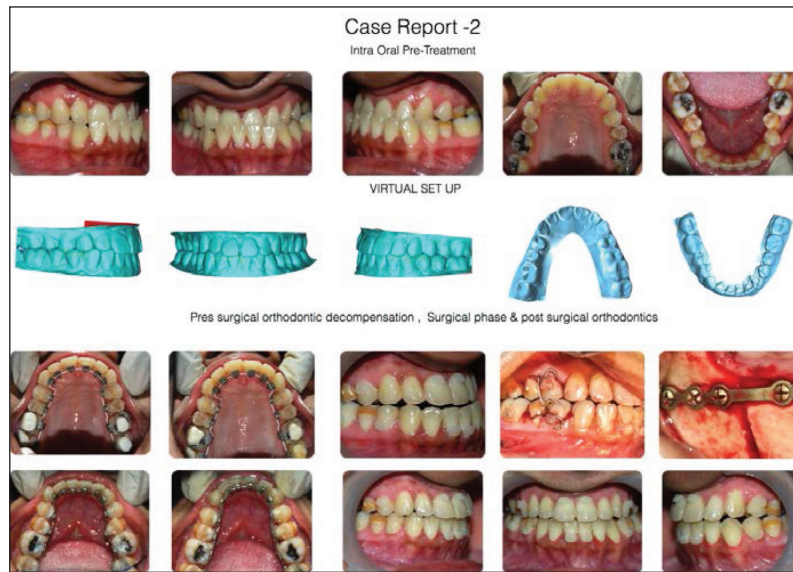 Case Report -2
Intra Oral Pre-Treatment
VIRTUAL SET UP
Pres surgical orthodontic decompensation , Surgical phase & post surgical orthodontics